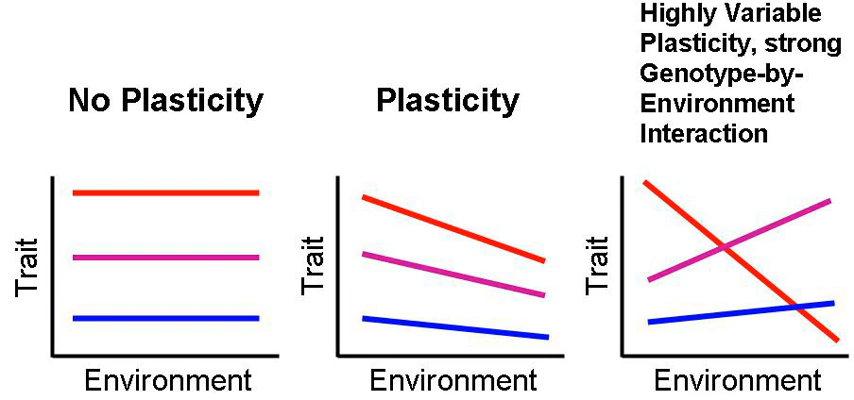 No Plasticity
Plasticity
Highly Variable
Plasticity, strong
Genotype-by-
Environment
Interaction
Trait
Environment
Trait
Environment
Trait
Environment